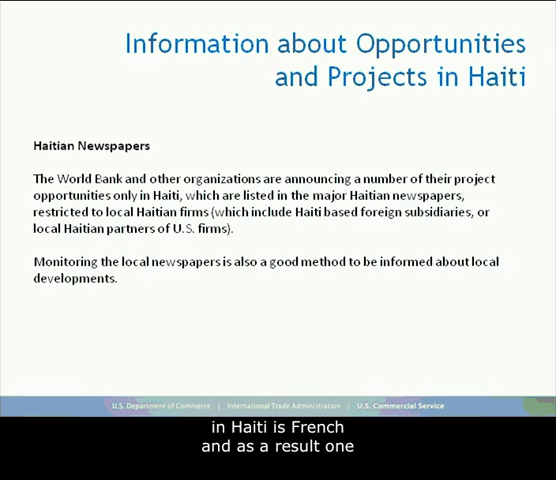 Information about Opportunities
and Projects in Haiti
Haitian Newspapers
The World Bank and other organizations are announcing a number of their project
opportunities only in Haiti, which are listed in the major Haitian newspapers,
restricted to local Haitian firms (which include Haiti based foreign subsidiaries, or
local Haitian partners of U.S. firms).
Monitoring the local newspapers is also a good method to be informed about local
developments.
U.S. Department of Commerce | International Trade Administration | U.S. Commercial Service
in Haiti is French
and as a result one